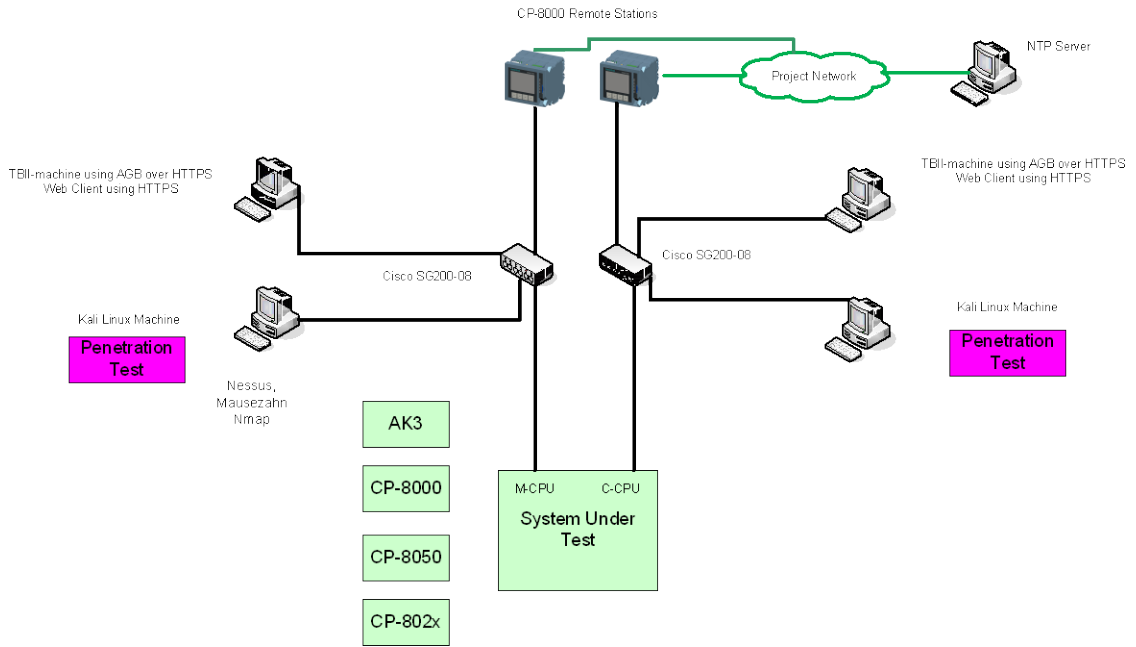 CP-8000 Remote Stations
NTP Server
Project Network
TBII-machine using AGB over HTTPS
Web Client using HTTPS
TBII-machine using AGB over HTTPS
Web Client using HTTPS
Cisco SG200-08
Cisco SG200-08
Kali Linux Machine
Penetration
Test
Kali Linux Machine
Penetration
Test
Nessus,
Mausezahn
Nmap
AK3
CP-8000
CP-8050
CP-802x
M-CPU
C-CPU
System Under
Test